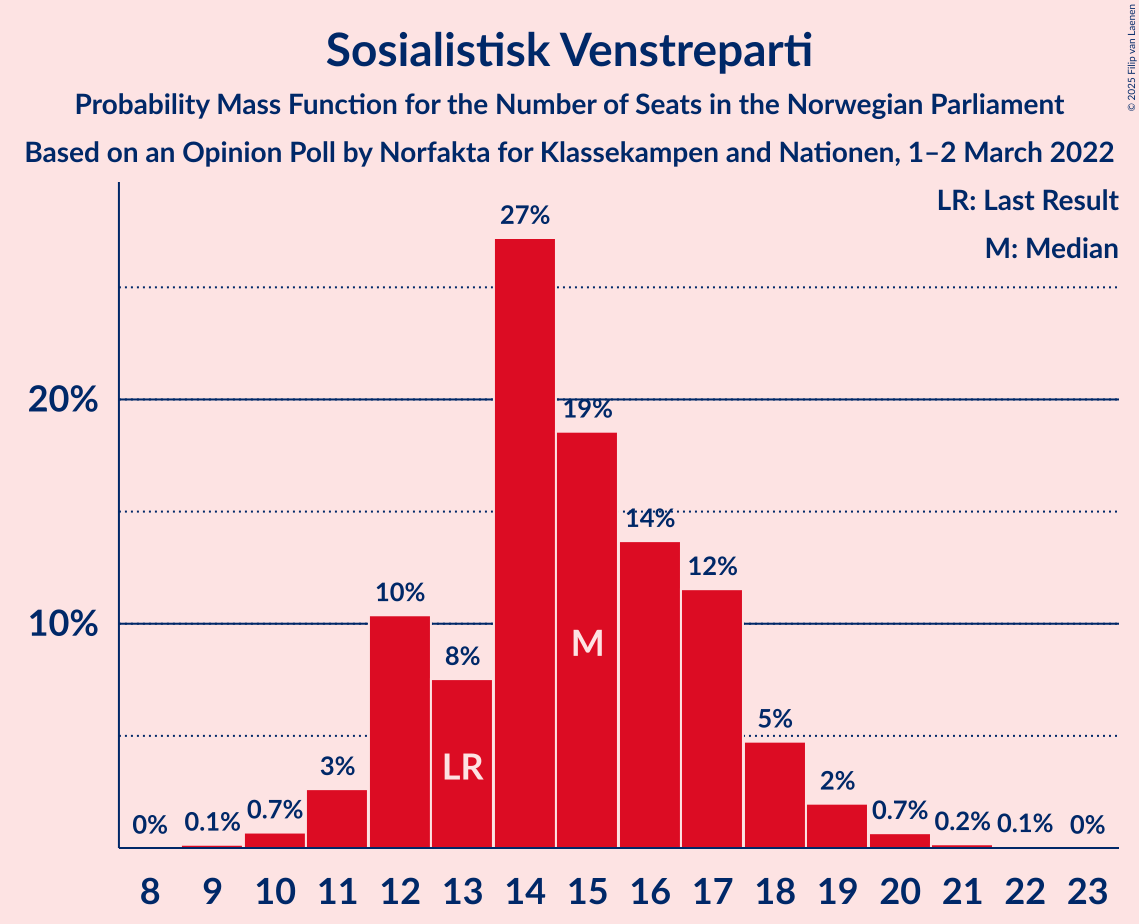 Sosialistisk Venstreparti
Probability Mass Function for the Number of Seats in the Norwegian Parliament
Based on an Opinion Poll by Norfakta for Klassekampen and Nationen, 1–2 March 2022
© 2025 Filip van Laenen
LR: Last Result
M: Median
27%
20%
19%
14%
12%
10%
10%
8%
M
5%
LR
3%
2%
0%
0.1%
0.7%
0.7%
0.2%
0.1%
0%
8 9 10 11 12 13 14 15 16 17 18 19 20 21 22 23